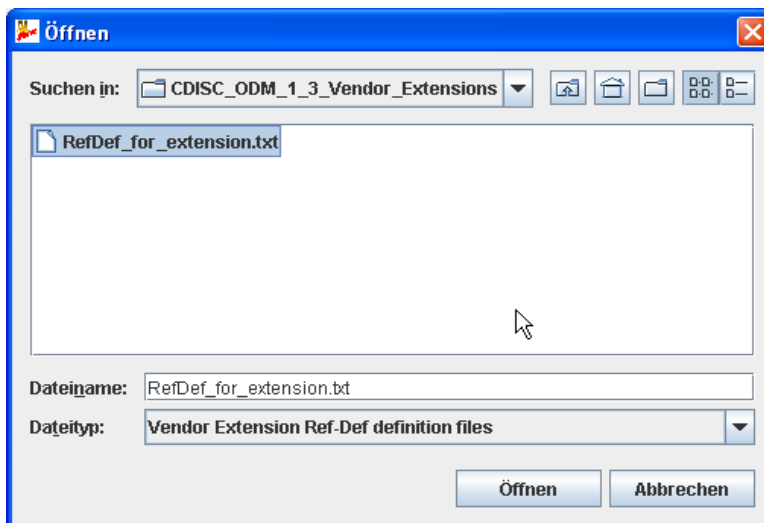 Öffnen
Suchen in: CDISC_ODM_1_3_Vendor_Extensions
RefDef_for_extension.txt
Dateiname: RefDef_for_extension.txt
Dateityp: Vendor Extension Ref-Def definition files
Öffnen Abbrechen